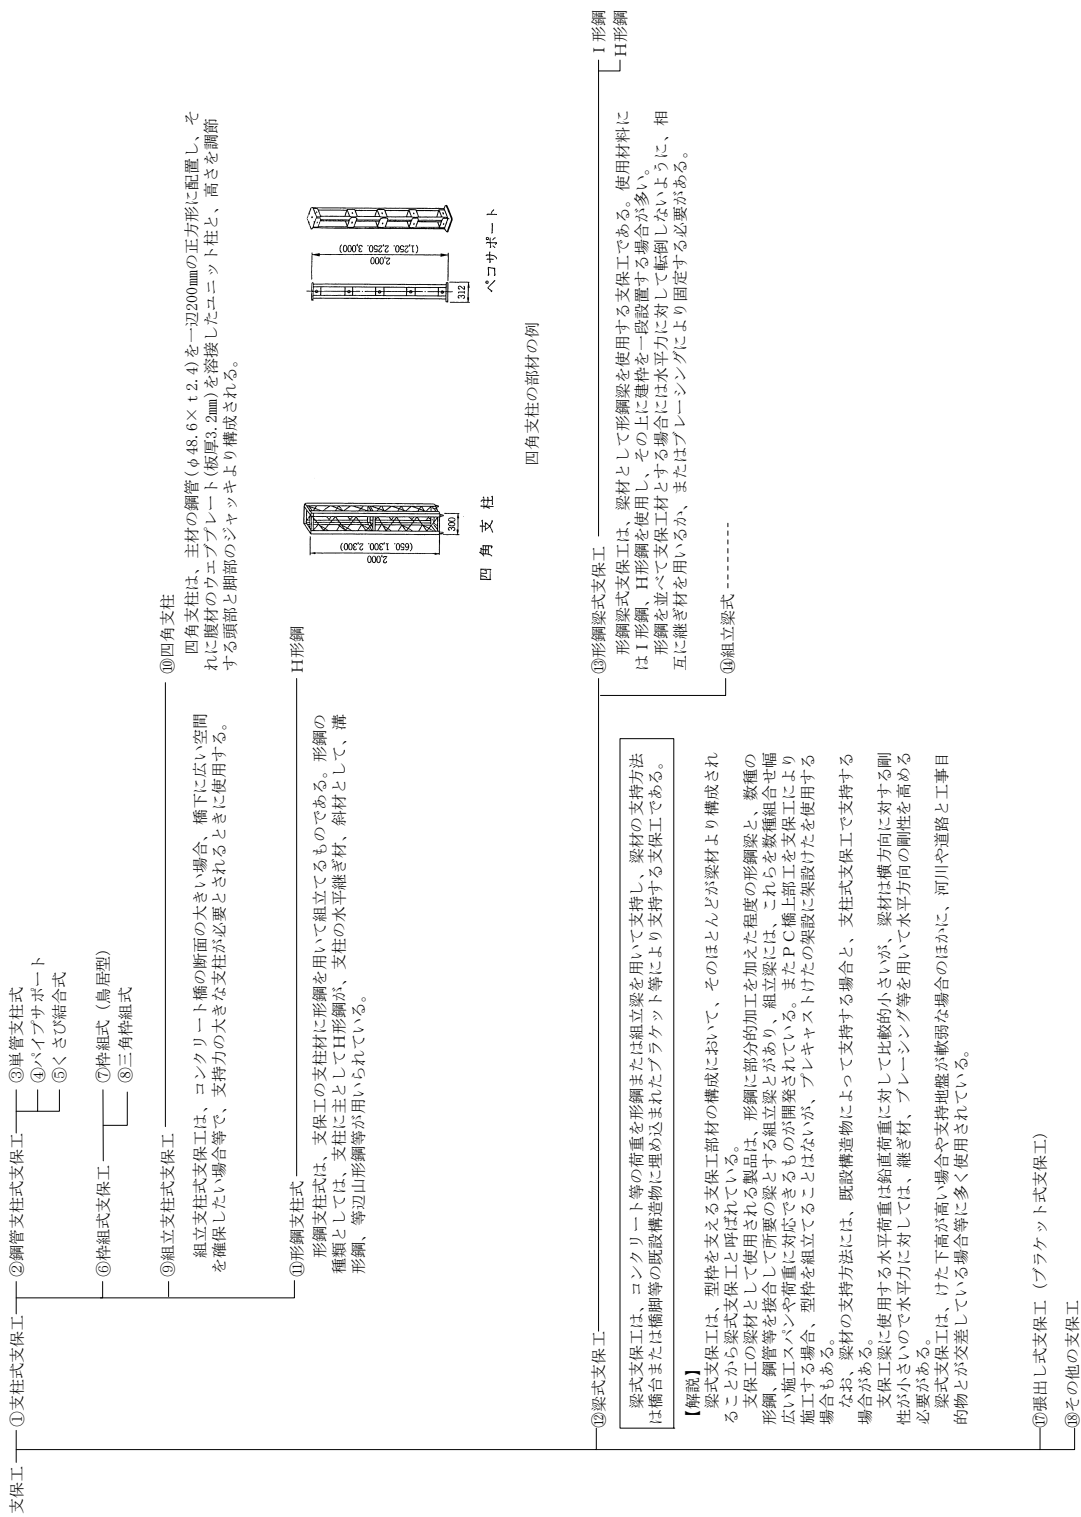 支保工
①支柱式支保工
②鋼管支柱式支保工
③単管支柱式
④パイプサポート
⑤くさび結合式
⑥枠組式支保工
⑦枠組式（鳥居型）
⑧三角枠組式
⑨組立支柱式支保工
組立支柱式支保工は、コンクリート橋の断面の大きい場合、橋下に広い空間
を確保したい場合等で、支持力の大きな支柱が必要とされるときに使用する。
⑩四角支柱
四角支柱は、主材の鋼管(φ48.6×ｔ2.4)を一辺200mmの正方形に配置し、そ
れに腹材のウェブプレート(板厚3.2mm)を溶接したユニット柱と、高さを調節
する頭部と脚部のジャッキより構成される。
⑪形鋼支柱式
H形鋼
形鋼支柱式は、支保工の支柱材に形鋼を用いて組立てるものである。形鋼の
種類としては、支柱に主としてH形鋼が、支柱の水平継ぎ材、斜材として、溝
形鋼、等辺山形鋼等が用いられている。
2,000
(650, 1,300, 2,300)
300
四角支柱
2,000
(1,250, 2,250, 3,000)
312
ペコサポート
四角支柱の部材の例
⑫梁式支保工
梁式支保工は、コンクリート等の荷重を形鋼または組立梁を用いて支持し、梁材の支持方法
は橋台または橋脚等の既設構造物に埋め込まれたブラケット等により支持する支保工である。
【解説】
梁式支保工は、型枠を支える支保工部材の構成において、そのほとんどが梁材より構成され
ることから梁式支保工と呼ばれている。
支保工の梁材として使用される製品は、形鋼に部分的加工を加えた程度の形鋼梁と、数種の
形鋼、鋼管等を接合して所要の梁とする組立梁とがあり、組立梁には、これらを数種組合せ幅
広い施工スパンや荷重に対応できるものが開発されている。またＰＣ橋上部工を支保工により
施工する場合、型枠を組立てることはないが、プレキャストけたの架設に架設けたを使用する
場合もある。
なお、梁材の支持方法には、既設構造物によって支持する場合と、支柱式支保工で支持する
場合がある。
支保工梁に使用する水平荷重は鉛直荷重に対して比較的小さいが、梁材は横方向に対する剛
性が小さいので水平力に対しては、継ぎ材、ブレーシング等を用いて水平方向の剛性を高める
必要がある。
梁式支保工は、けた下高が高い場合や支持地盤が軟弱な場合のほかに、河川や道路と工事目
的物とが交差している場合等に多く使用されている。
⑬形鋼梁式支保工
Ｉ形鋼
H形鋼
形鋼梁式支保工は、梁材として形鋼梁を使用する支保工である。使用材料に
はＩ形鋼、H形鋼を使用し、その上に建枠を一段設置する場合が多い。
形鋼を並べて支保工材とする場合には水平力に対して転倒しないように、相
互に継ぎ材を用いるか、またはブレーシングにより固定する必要がある。
⑭組立梁式
⑰張出し式支保工（ブラケット式支保工）
⑱その他の支保工